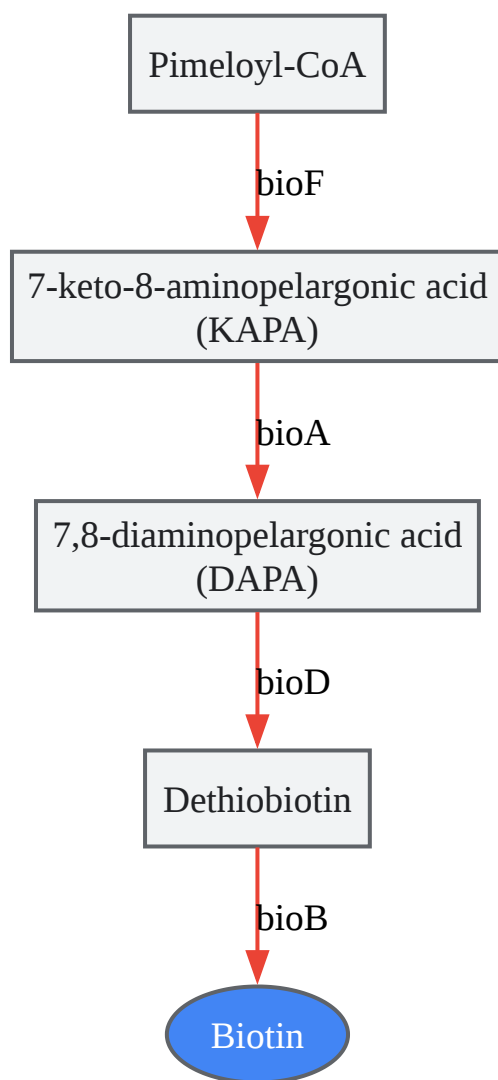 Pimeloyl-CoA
bioF
7-keto-8-aminopelargonic acid
(KAPA)
bioA
7,8-diaminopelargonic acid
(DAPA)
bioD
Dethiobiotin
bioB
Biotin